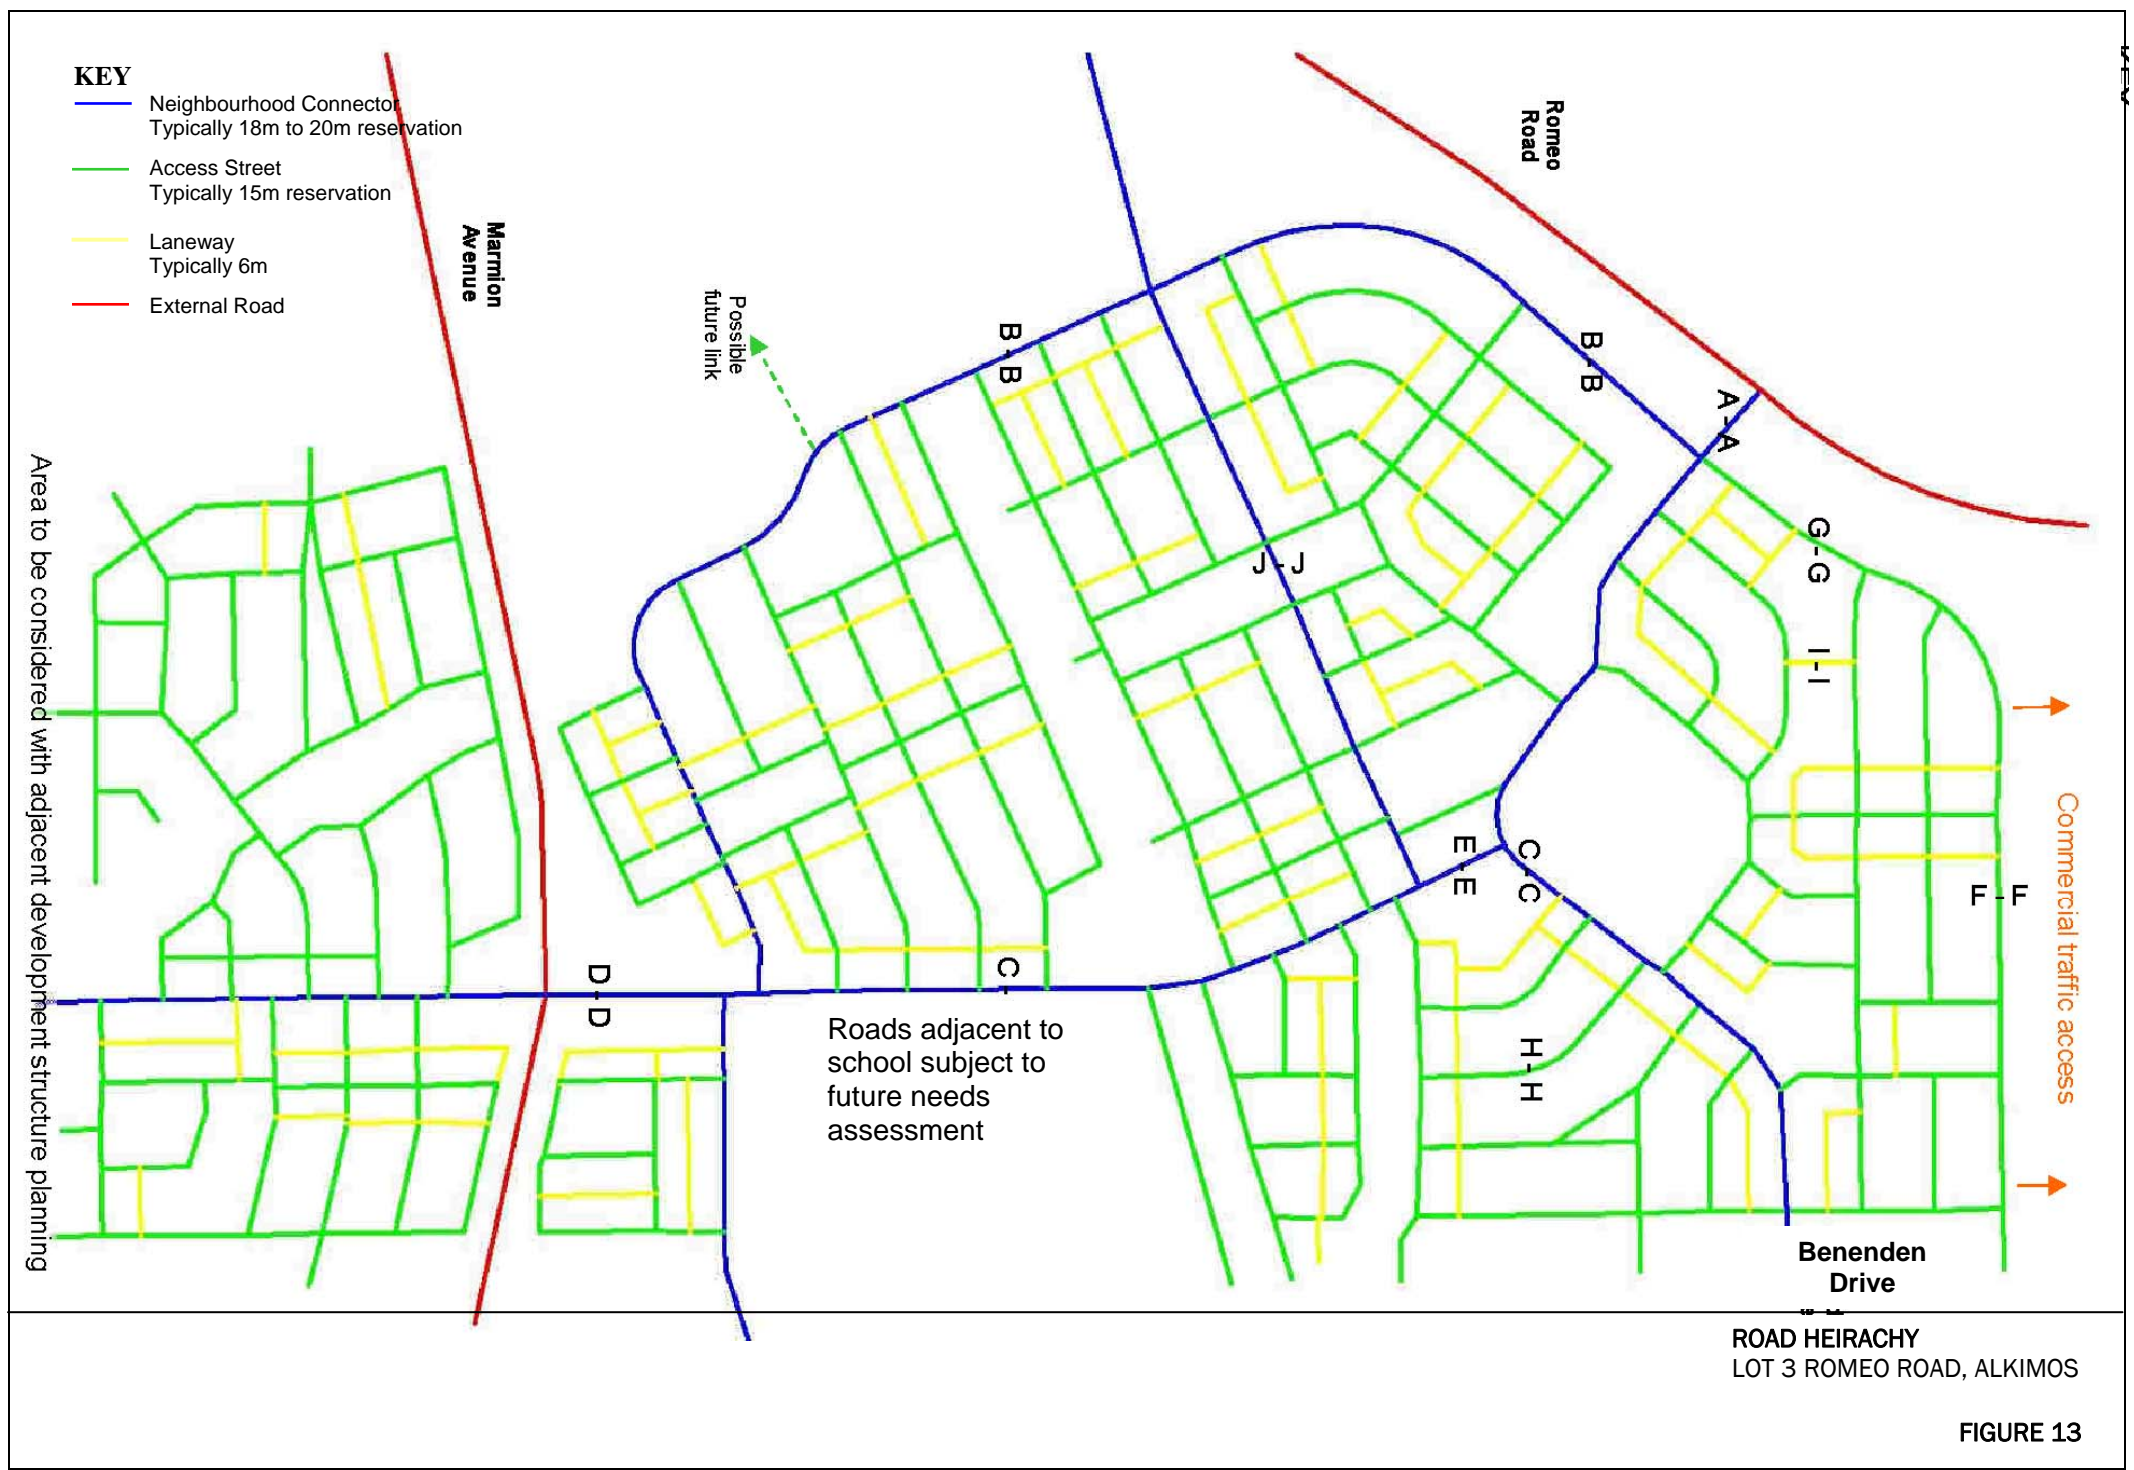 KEY
Neighbourhood Connector
Typically 18m to 20m reservation
Access Street
Typically 15m reservation
Laneway
Typically 6m
External Road
Marmion
Avenue
Romeo
Road
Possible
future link
B - B
B - B
A - A
G - G
I - I
J - J
E - E
C - C
F - F
C -
D - D
H - H
Area to be considered with adjacent development structure planning
Commercial traffic access
Roads adjacent to
school subject to
future needs
assessment
Benenden
Drive
ROAD HEIRACHY
LOT 3 ROMEO ROAD, ALKIMOS
FIGURE 13